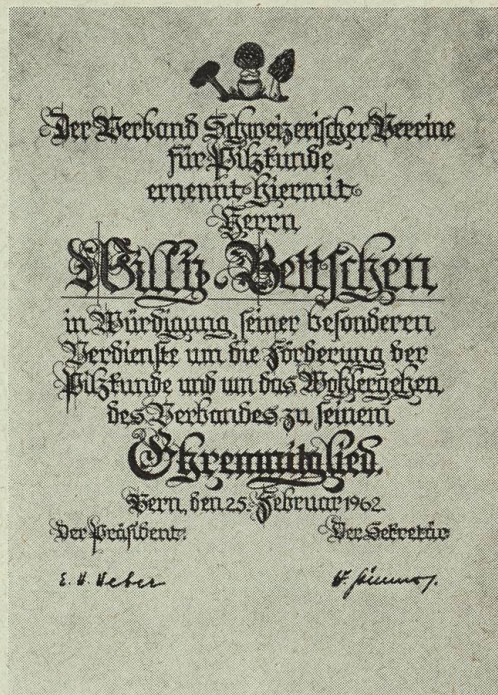 Der Verband Schweizerischer Vereine
für Pilzkunde
ernennt hiermit
Herrn
Willy Bettschen
in Würdigung seiner besonderen
Verdienste um die Förderung der
Pilzkunde und um das Wohlergehen
des Verbandes zu seinem
Ehrenmitglied.
Bern, den 25. Februar 1962.
Der Präsident: Der Sekretär:
E. H. Weber